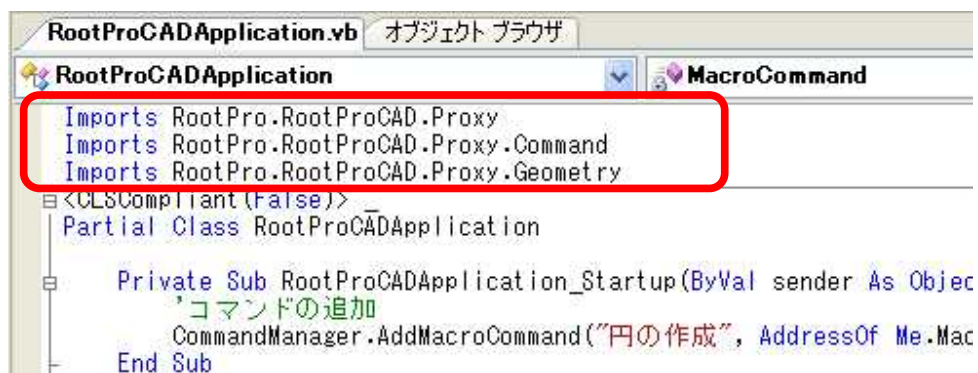 RootProCADApplication.vb オブジェクト ブラウザ
RootProCADApplication MacroCommand
Imports RootPro.RootProCAD.Proxy
Imports RootPro.RootProCAD.Proxy.Command
Imports RootPro.RootProCAD.Proxy.Geometry
<CLSCompliant(False)> _
Partial Class RootProCADApplication
Private Sub RootProCADApplication_Startup(ByVal sender As Objec
'コマンドの追加
CommandManager.AddMacroCommand("円の作成", AddressOf Me.Mac
End Sub